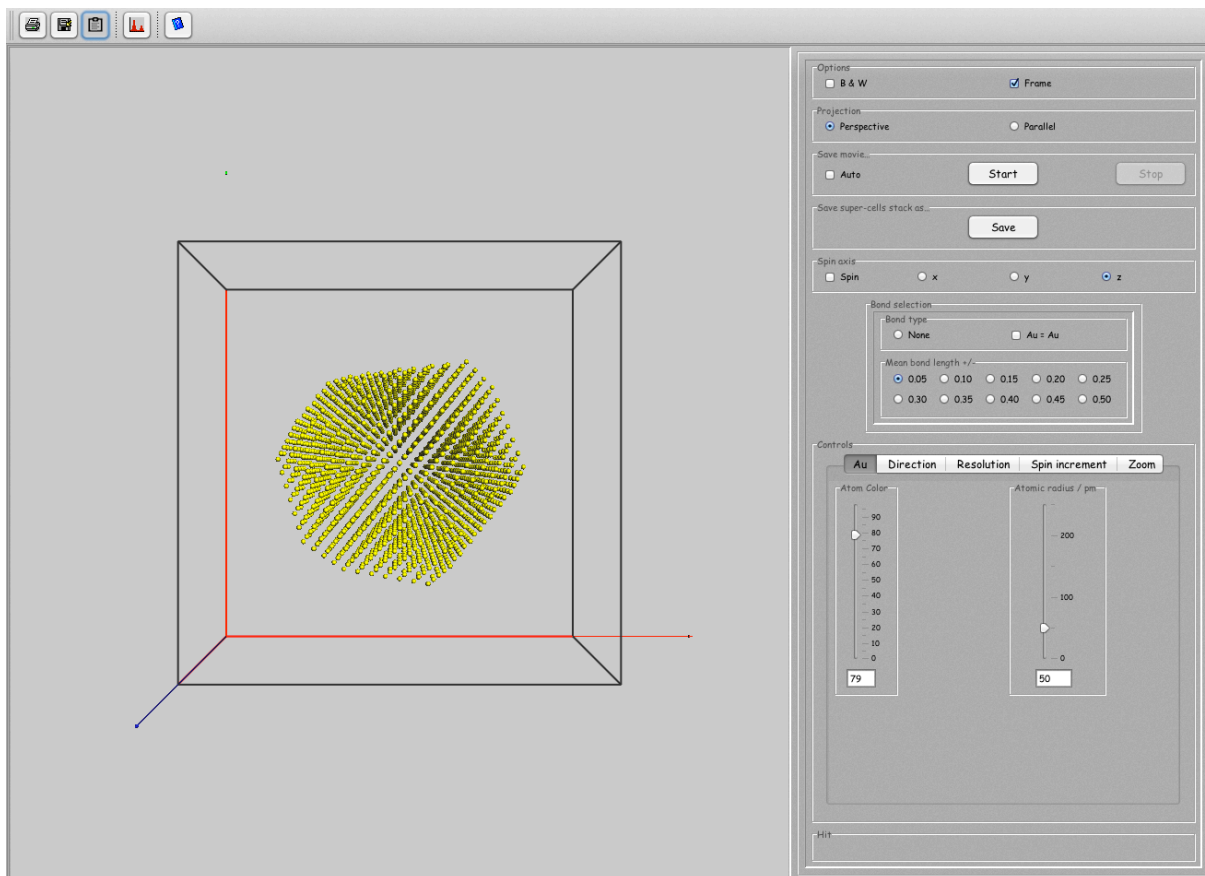 Options
B & W Frame
Projection
Perspective Parallel
Save movie...
Auto Start Stop
Save super-cells stack as...
Save
Spin axis
Spin x y z
Bond selection
Bond type
None Au = Au
Mean bond length +/-
0.05 0.10 0.15 0.20 0.25
0.30 0.35 0.40 0.45 0.50
Controls
Au Direction Resolution Spin increment Zoom
Atom Color Atomic radius / pm
90
80 200
70
60
50
40 100
30
20
10
0 0
79 50
Hit